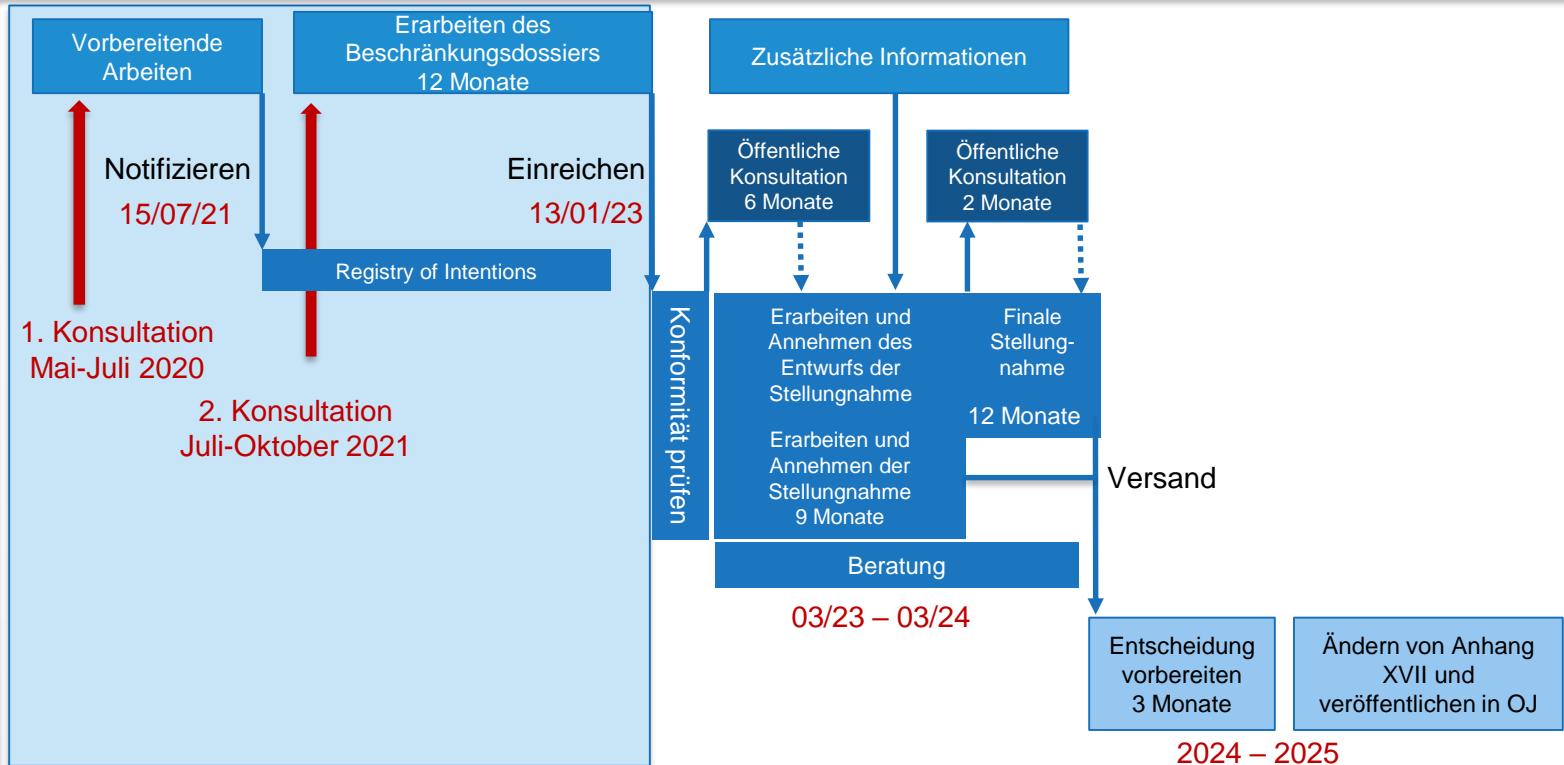 Vorbereitende
Arbeiten
Erarbeiten des
Beschränkungsdossiers
12 Monate
Zusätzliche Informationen
Notifizieren
15/07/21
Einreichen
13/01/23
Öffentliche
Konsultation
6 Monate
Öffentliche
Konsultation
2 Monate
Registry of Intentions
1. Konsultation
Mai-Juli 2020
2. Konsultation
Juli-Oktober 2021
Konformität prüfen
Erarbeiten und
Annehmen des
Entwurfs der
Stellungnahme
Erarbeiten und
Annehmen der
Stellungnahme
9 Monate
Finale
Stellung-
nahme
12 Monate
Versand
Beratung
03/23 – 03/24
Entscheidung
vorbereiten
3 Monate
Ändern von Anhang
XVII und
veröffentlichen in OJ
2024 – 2025